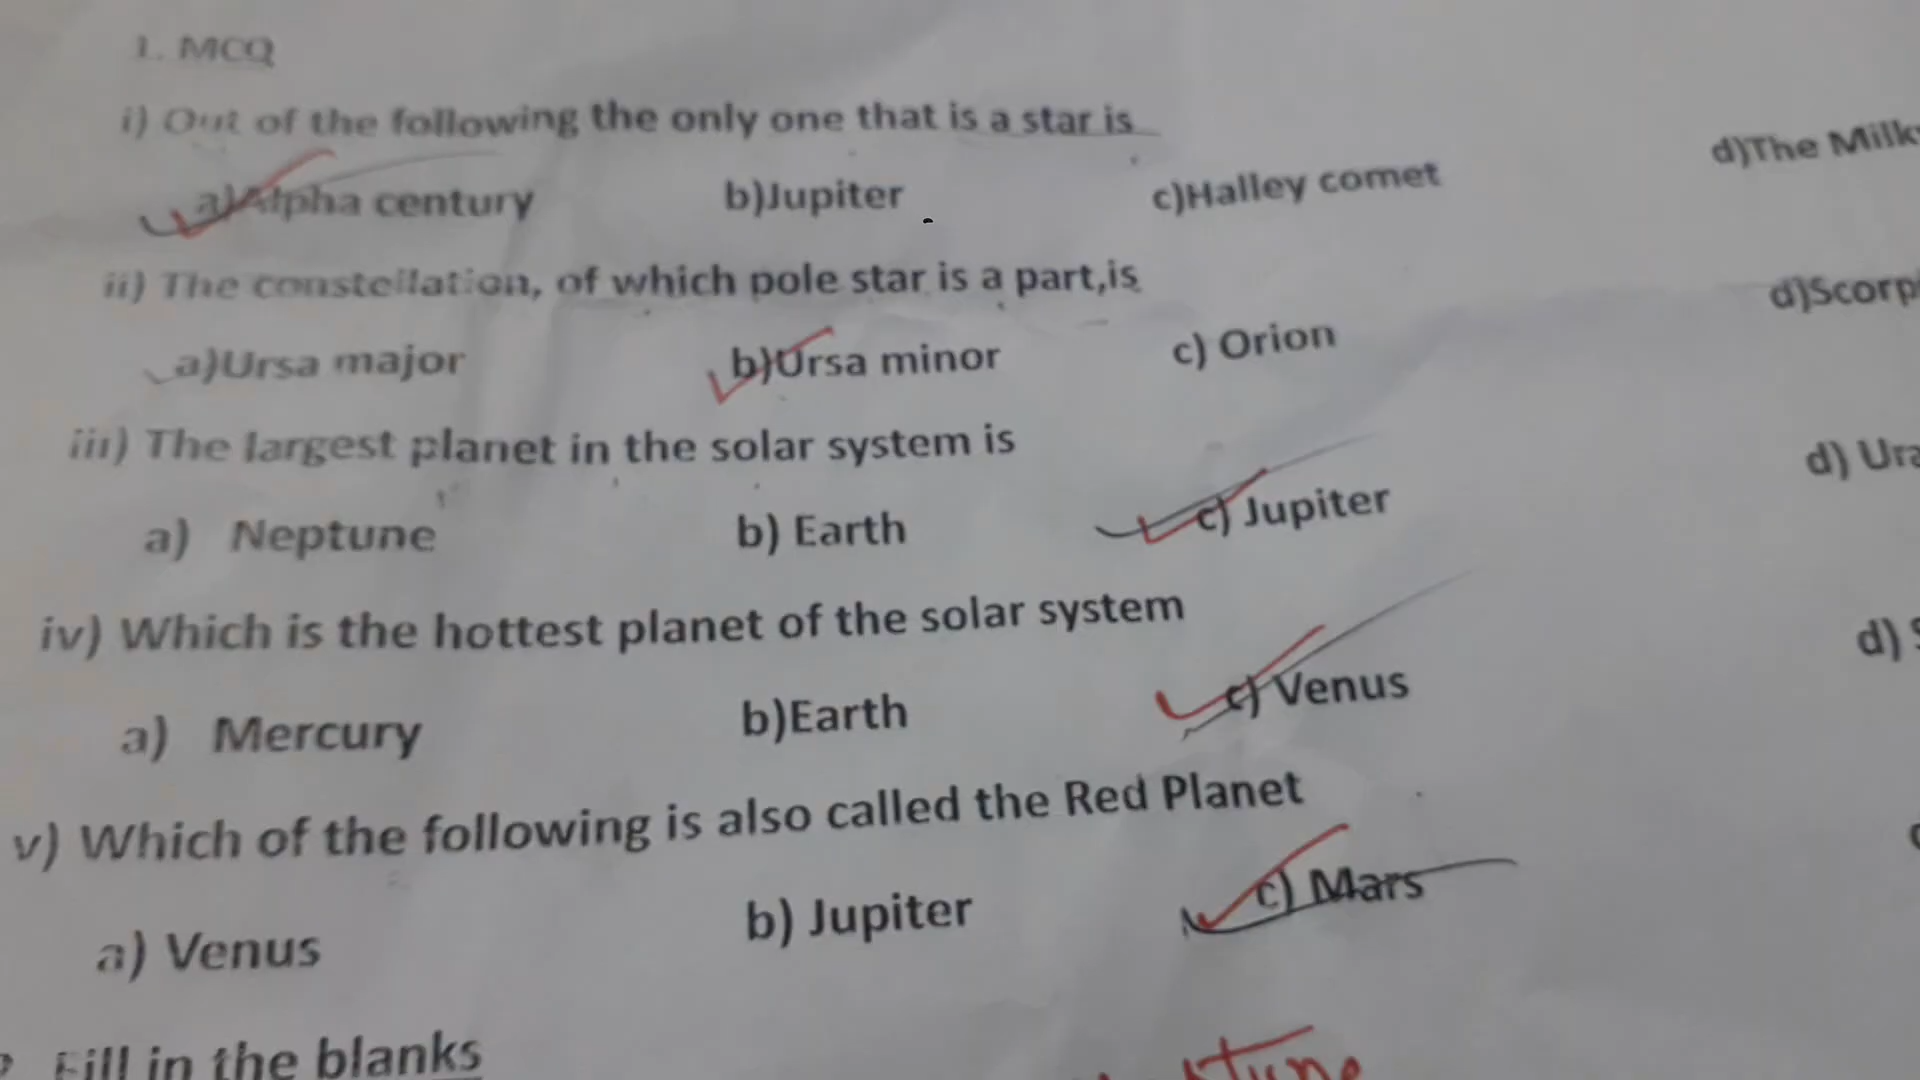 1. MCQ
i) Out of the following the only one that is a star is
a)Alpha century b)Jupiter c)Halley comet d)The Milky
ii) The constellation, of which pole star is a part,is
a)Ursa major b)Ursa minor c) Orion d)Scorpi
iii) The largest planet in the solar system is
a) Neptune b) Earth c) Jupiter d) Ura
iv) Which is the hottest planet of the solar system
a) Mercury b)Earth c) Venus d) S
v) Which of the following is also called the Red Planet
a) Venus b) Jupiter c) Mars
Fill in the blanks